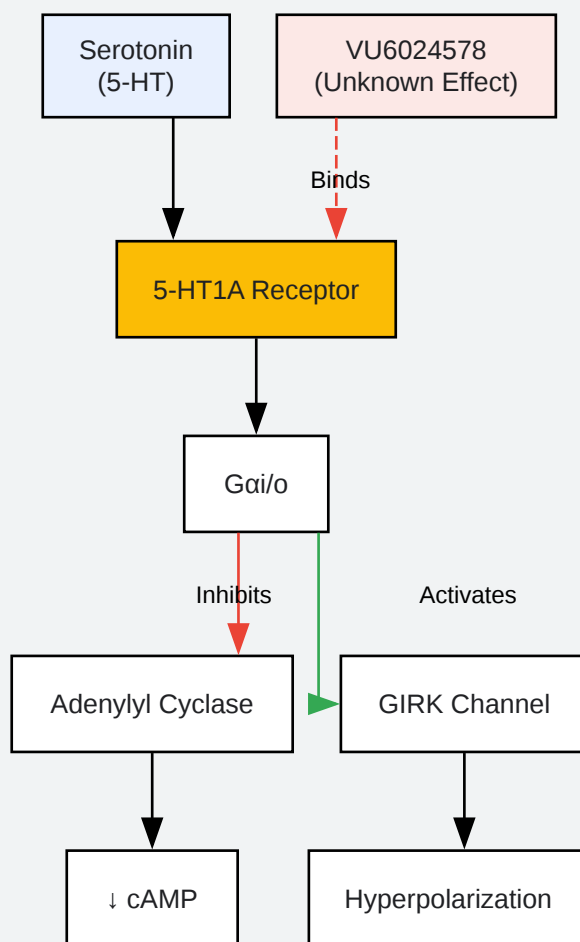 Serotonin
(5-HT)
VU6024578
(Unknown Effect)
Binds
5-HT1A Receptor
Gαi/o
Inhibits
Activates
Adenylyl Cyclase
GIRK Channel
↓ cAMP
Hyperpolarization